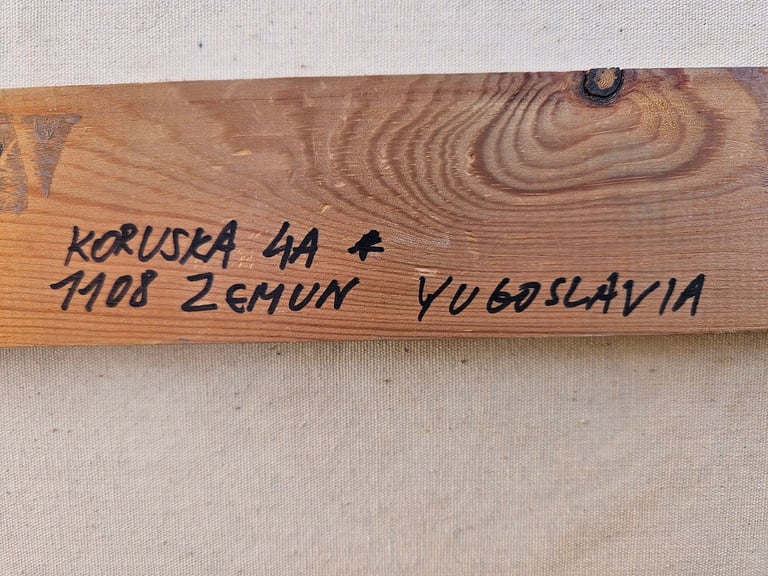 KORUSKA 4A *
1108 ZEMUN YUGOSLAVIA